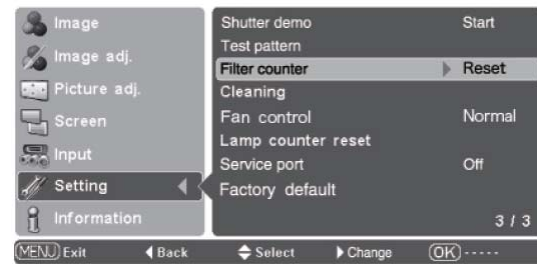 Image
Image adj.
Picture adj.
Screen
Input
Setting
Information
Shutter demo Start
Test pattern
Filter counter Reset
Cleaning
Fan control Normal
Lamp counter reset
Service port Off
Factory default
3 / 3
MENU Exit Back Select Change OK -----